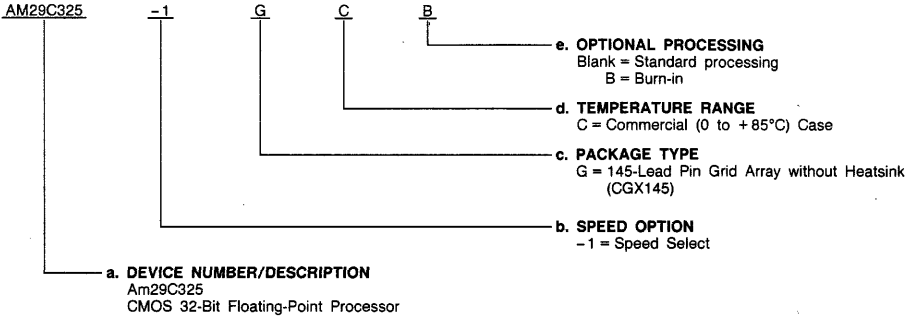 AM29C325 -1 G C B
e. OPTIONAL PROCESSING
Blank = Standard processing
B = Burn-in
d. TEMPERATURE RANGE
C = Commercial (0 to +85°C) Case
c. PACKAGE TYPE
G = 145-Lead Pin Grid Array without Heatsink
(CGX145)
b. SPEED OPTION
-1 = Speed Select
a. DEVICE NUMBER/DESCRIPTION
Am29C325
CMOS 32-Bit Floating-Point Processor